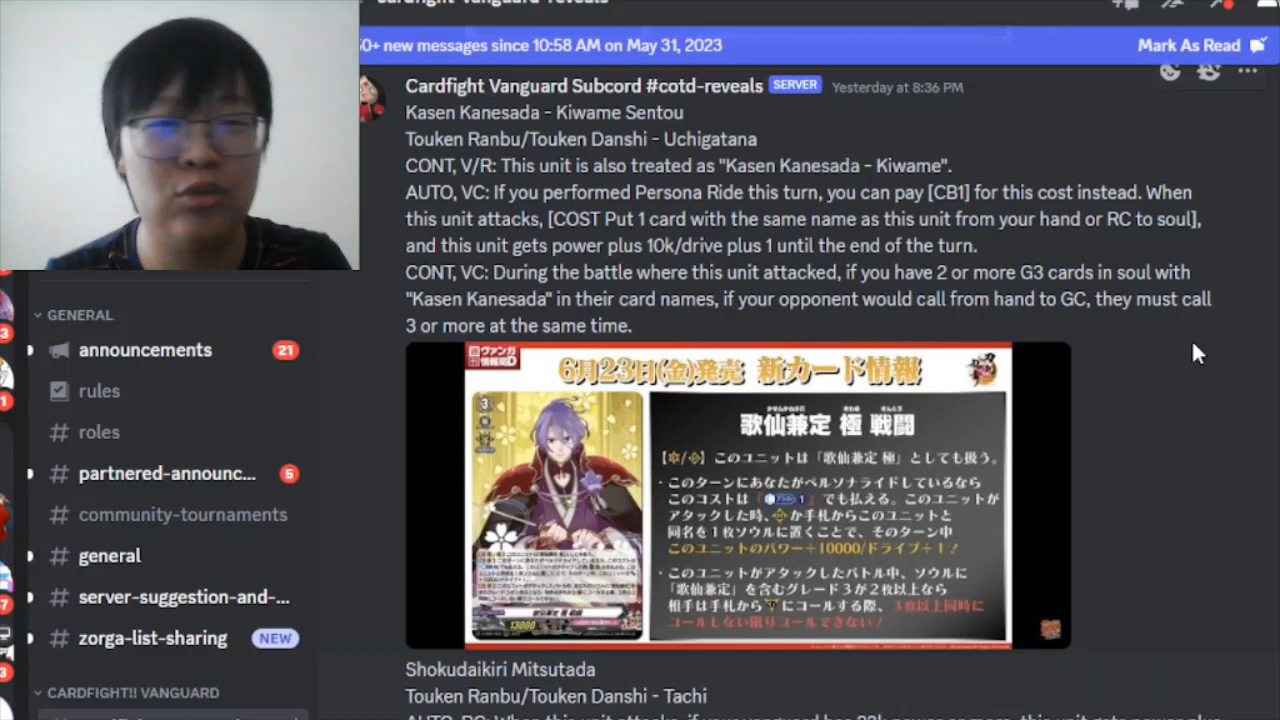 cardfight-vanguard-reveals
50+ new messages since 10:58 AM on May 31, 2023
Mark As Read
Cardfight Vanguard Subcord #cotd-reveals SERVER Yesterday at 8:36 PM
Kasen Kanesada - Kiwame Sentou
Touken Ranbu/Touken Danshi - Uchigatana
CONT, V/R: This unit is also treated as "Kasen Kanesada - Kiwame".
AUTO, VC: If you performed Persona Ride this turn, you can pay [CB1] for this cost instead. When
this unit attacks, [COST Put 1 card with the same name as this unit from your hand or RC to soul],
and this unit gets power plus 10k/drive plus 1 until the end of the turn.
CONT, VC: During the battle where this unit attacked, if you have 2 or more G3 cards in soul with
"Kasen Kanesada" in their card names, if your opponent would call from hand to GC, they must call
3 or more at the same time.
6月23日(金)発売 新カード情報
歌仙兼定 極 戦闘
このユニットは「歌仙兼定 極」としても扱う。
・このターンにあなたがペルソナライドしているなら
このコストは 1 でも払える。このユニットが
アタックした時、 か手札からこのユニットと
同名を1枚ソウルに置くことで、そのターン中
このユニットのパワー+10000/ドライブ+1!
・このユニットがアタックしたバトル中、ソウルに
「歌仙兼定」を含むグレード3が2枚以上なら
相手は手札から にコールする際、3枚以上同時に
コールしない限りコールできない!
3
歌仙兼定 極 戦闘
13000
Shokudaikiri Mitsutada
Touken Ranbu/Touken Danshi - Tachi
GENERAL
announcements 21
rules
roles
partnered-announc... 5
community-tournaments
general
server-suggestion-and-...
zorga-list-sharing NEW
CARDFIGHT!! VANGUARD